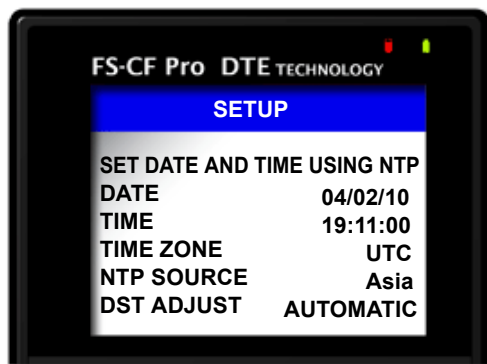 FS-CF Pro DTE TECHNOLOGY
SETUP
SET DATE AND TIME USING NTP
DATE 04/02/10
TIME 19:11:00
TIME ZONE UTC
NTP SOURCE Asia
DST ADJUST AUTOMATIC